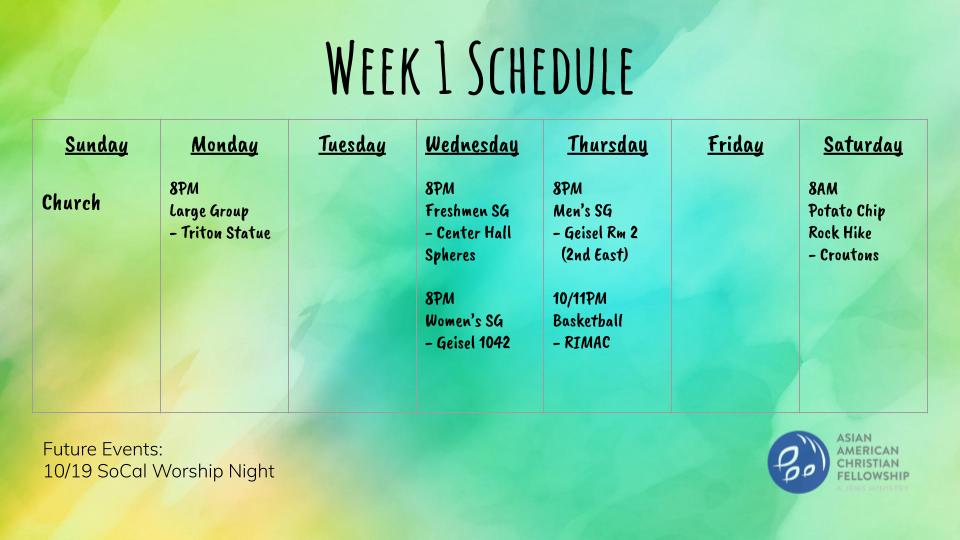 Week 1 Schedule
Sunday
Church
Monday
8PM
Large Group
– Triton Statue
Tuesday
Wednesday
8PM
Freshmen SG
– Center Hall
Spheres
8PM
Women's SG
– Geisel 1042
Thursday
8PM
Men's SG
– Geisel Rm 2
(2nd East)
10/11PM
Basketball
– RIMAC
Friday
Saturday
8AM
Potato Chip
Rock Hike
– Croutons
Future Events:
10/19 SoCal Worship Night
ASIAN
AMERICAN
CHRISTIAN
FELLOWSHIP
A JEMS MINISTRY